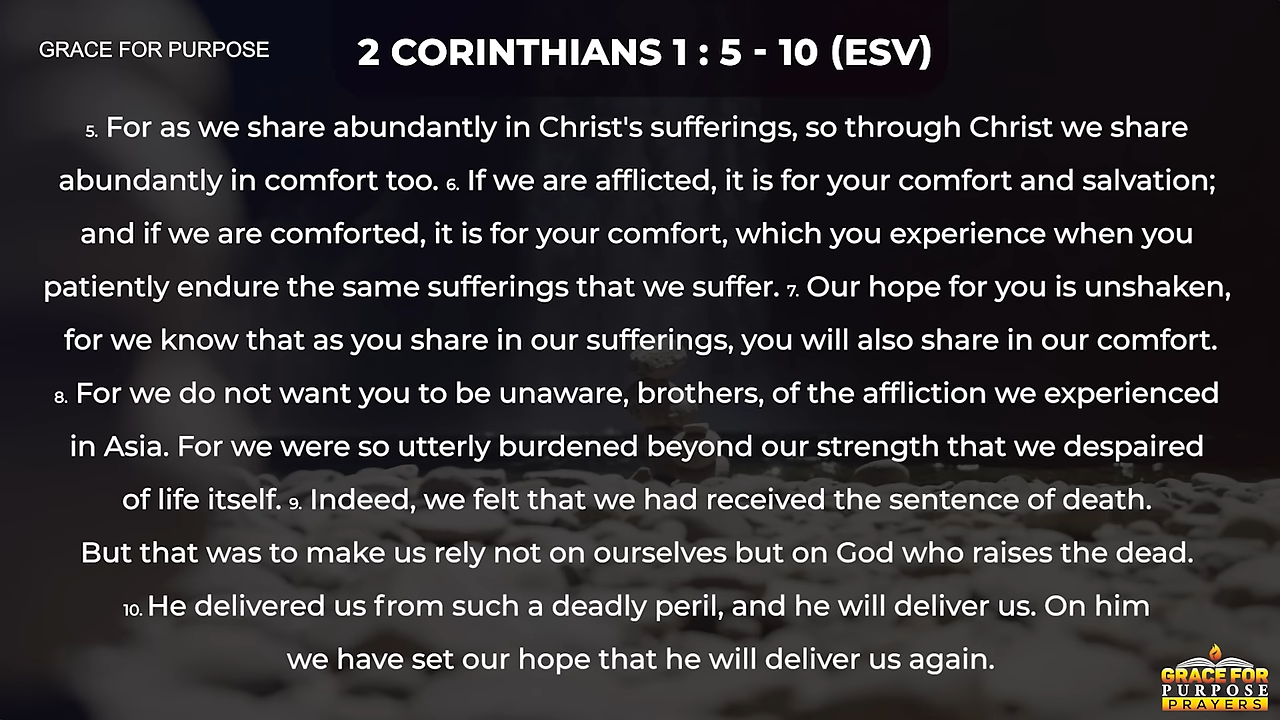 GRACE FOR PURPOSE
2 CORINTHIANS 1 : 5 - 10 (ESV)
5. For as we share abundantly in Christ's sufferings, so through Christ we share
abundantly in comfort too. 6. If we are afflicted, it is for your comfort and salvation;
and if we are comforted, it is for your comfort, which you experience when you
patiently endure the same sufferings that we suffer. 7. Our hope for you is unshaken,
for we know that as you share in our sufferings, you will also share in our comfort.
8. For we do not want you to be unaware, brothers, of the affliction we experienced
in Asia. For we were so utterly burdened beyond our strength that we despaired
of life itself. 9. Indeed, we felt that we had received the sentence of death.
But that was to make us rely not on ourselves but on God who raises the dead.
10. He delivered us from such a deadly peril, and he will deliver us. On him
we have set our hope that he will deliver us again.
GRACE FOR
PURPOSE
PRAYERS